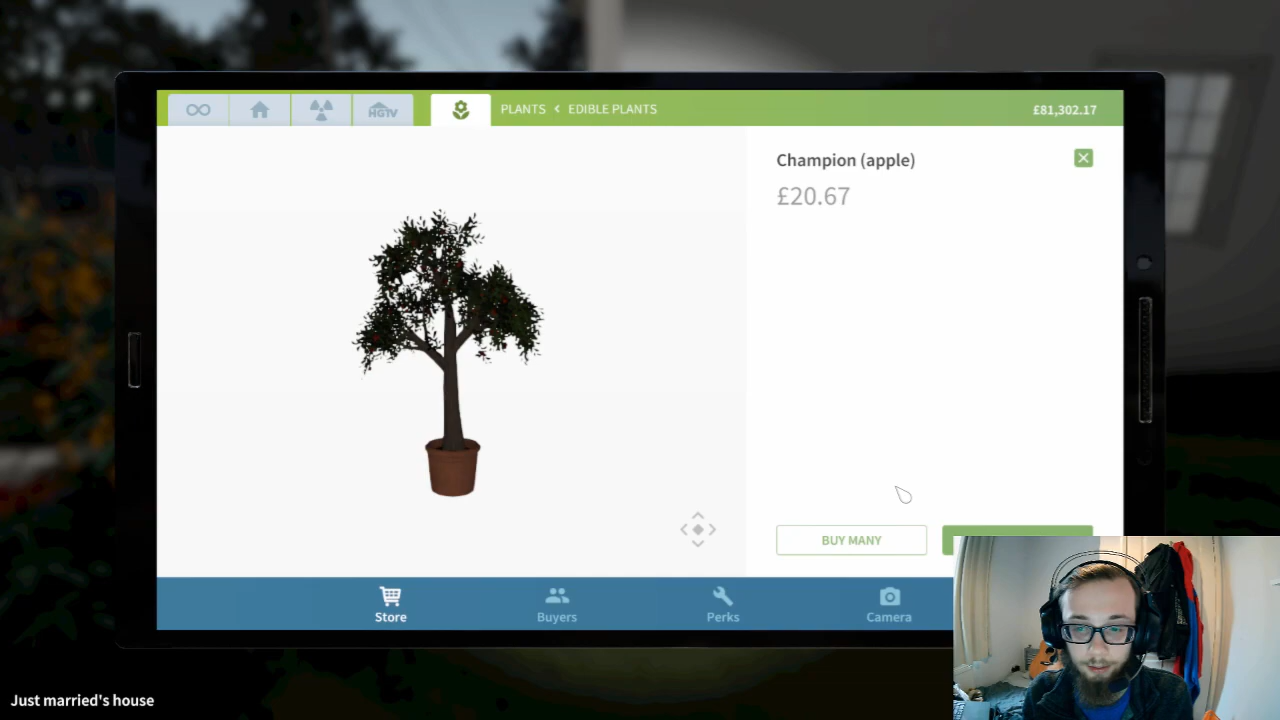 HGTV
PLANTS < EDIBLE PLANTS
£81,302.17
Champion (apple)
£20.67
BUY MANY
Store
Buyers
Perks
Camera
Just married's house